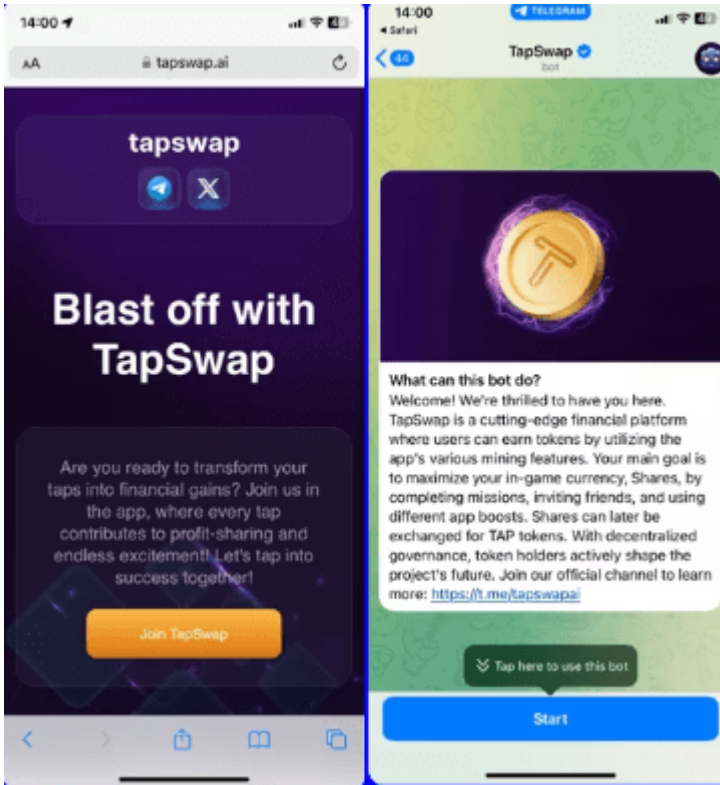 14:00
AA
tapswap.ai
tapswap
Blast off with
TapSwap
Are you ready to transform your
taps into financial gains? Join us in
the app, where every tap
contributes to profit-sharing and
endless excitement! Let's tap into
success together!
Join TapSwap
14:00
TELEGRAM
Safari
44
TapSwap
bot
What can this bot do?
Welcome! We're thrilled to have you here.
TapSwap is a cutting-edge financial platform
where users can earn tokens by utilizing the
app's various mining features. Your main goal is
to maximize your in-game currency, Shares, by
completing missions, inviting friends, and using
different app boosts. Shares can later be
exchanged for TAP tokens. With decentralized
governance, token holders actively shape the
project's future. Join our official channel to learn
more: https://t.me/tapswapai
Tap here to use this bot
Start